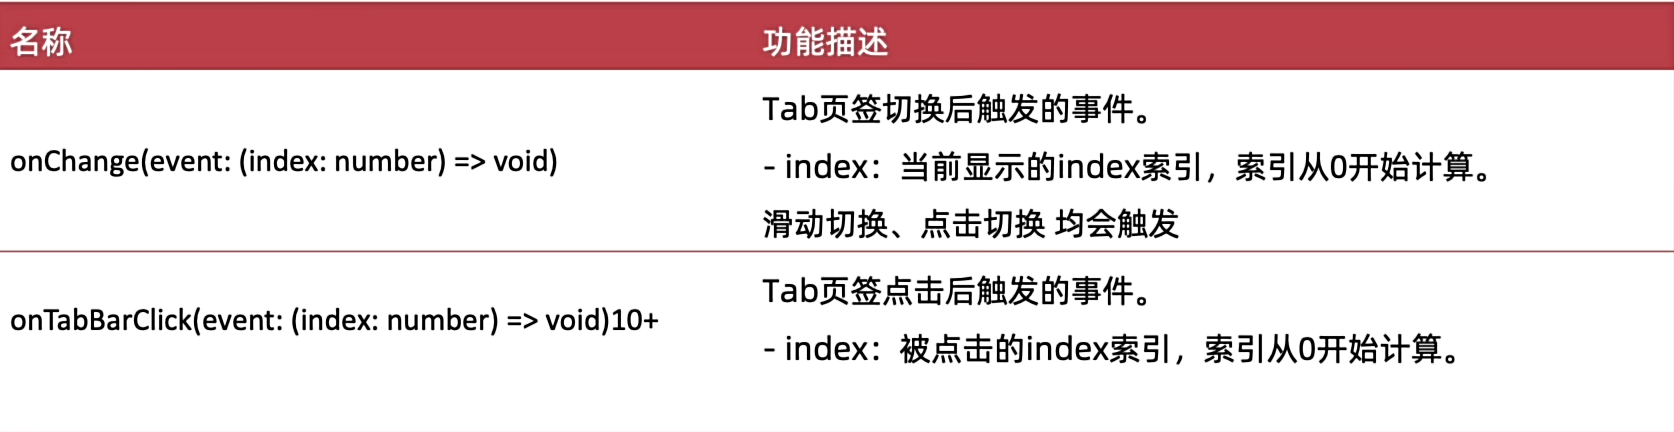 名称
功能描述
onChange(event: (index: number) => void)
Tab页签切换后触发的事件。
- index：当前显示的index索引，索引从0开始计算。
滑动切换、点击切换 均会触发
onTabBarClick(event: (index: number) => void)10+
Tab页签点击后触发的事件。
- index：被点击的index索引，索引从0开始计算。